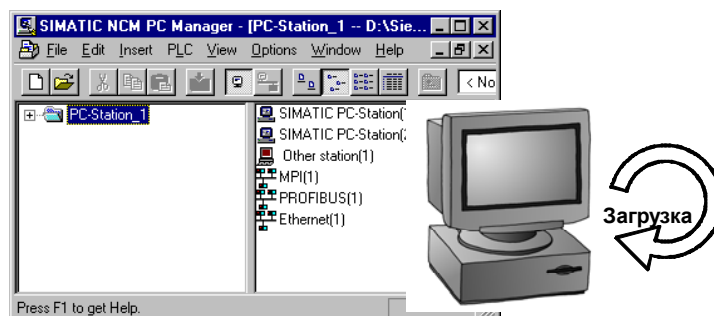 SIMATIC NCM PC Manager - [PC-Station_1 -- D:\Sie...
File Edit Insert PLC View Options Window Help
< No
PC-Station_1
SIMATIC PC-Station(
SIMATIC PC-Station(
Other station(1)
MPI(1)
PROFIBUS(1)
Ethernet(1)
Загрузка
Press F1 to get Help.